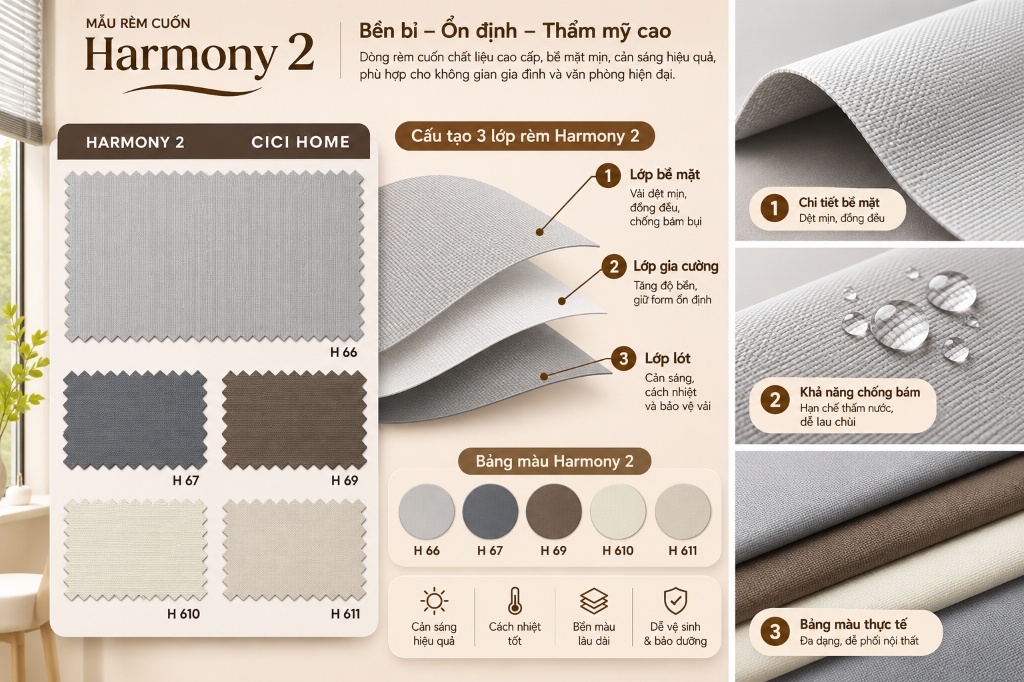 MẪU RÈM CUỐN
Harmony 2
Bền bỉ – Ổn định – Thẩm mỹ cao
Dòng rèm cuốn chất liệu cao cấp, bề mặt mịn, cản sáng hiệu quả,
phù hợp cho không gian gia đình và văn phòng hiện đại.
HARMONY 2
CICI HOME
H 66
H 67
H 69
H 610
H 611
Cấu tạo 3 lớp rèm Harmony 2
1
Lớp bề mặt
Vải dệt mịn,
đồng đều,
chống bám bụi
2
Lớp gia cường
Tăng độ bền,
giữ form ổn định
3
Lớp lót
Cản sáng,
cách nhiệt
và bảo vệ vải
Bảng màu Harmony 2
H 66
H 67
H 69
H 610
H 611
Cản sáng
hiệu quả
Cách nhiệt
tốt
Bền màu
lâu dài
Dễ vệ sinh
& bảo dưỡng
1
Chi tiết bề mặt
Dệt mịn, đồng đều
2
Khả năng chống bám
Hạn chế thấm nước,
dễ lau chùi
3
Bảng màu thực tế
Đa dạng, dễ phối nội thất